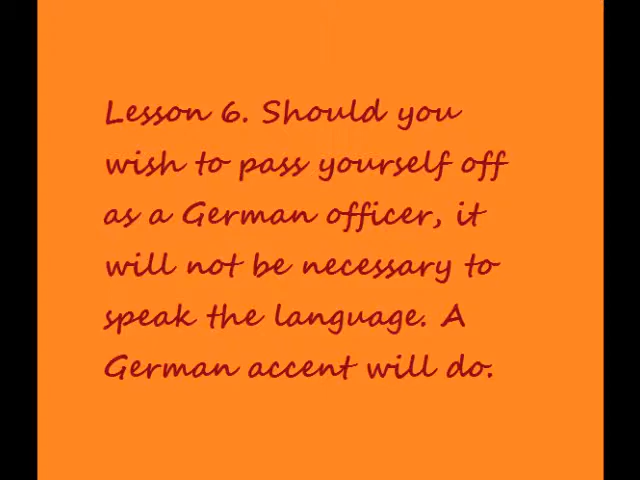 Lesson 6. Should you
wish to pass yourself off
as a German officer, it
will not be necessary to
speak the language. A
German accent will do.